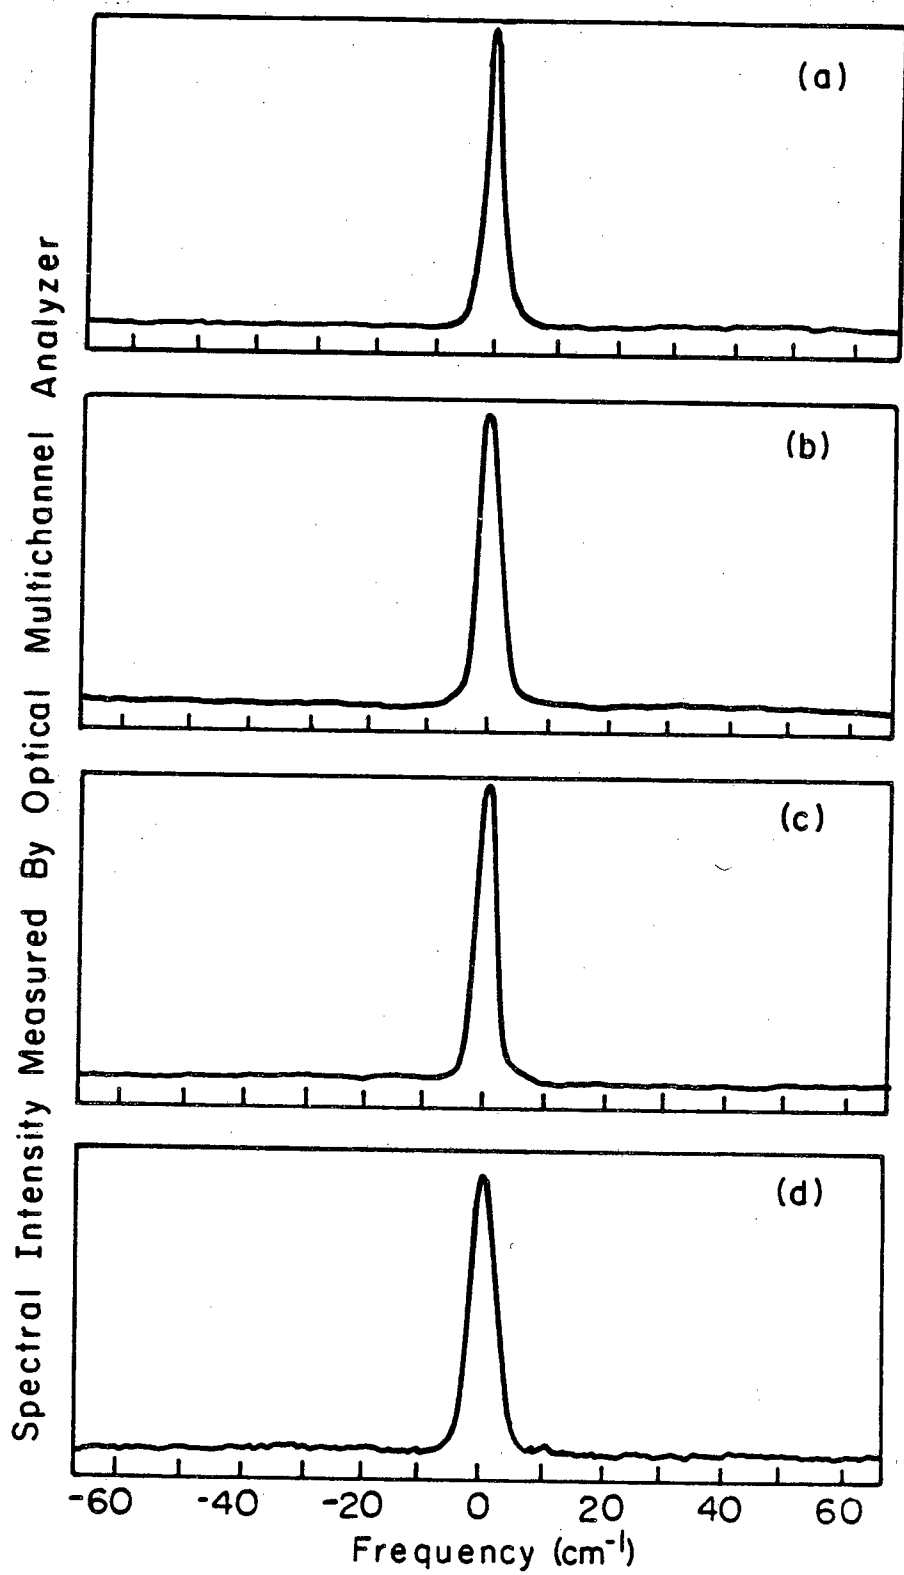 Spectral Intensity Measured By Optical Multichannel Analyzer
(a)
(b)
(c)
(d)
-60 -40 -20 0 20 40 60
Frequency (cm⁻¹)